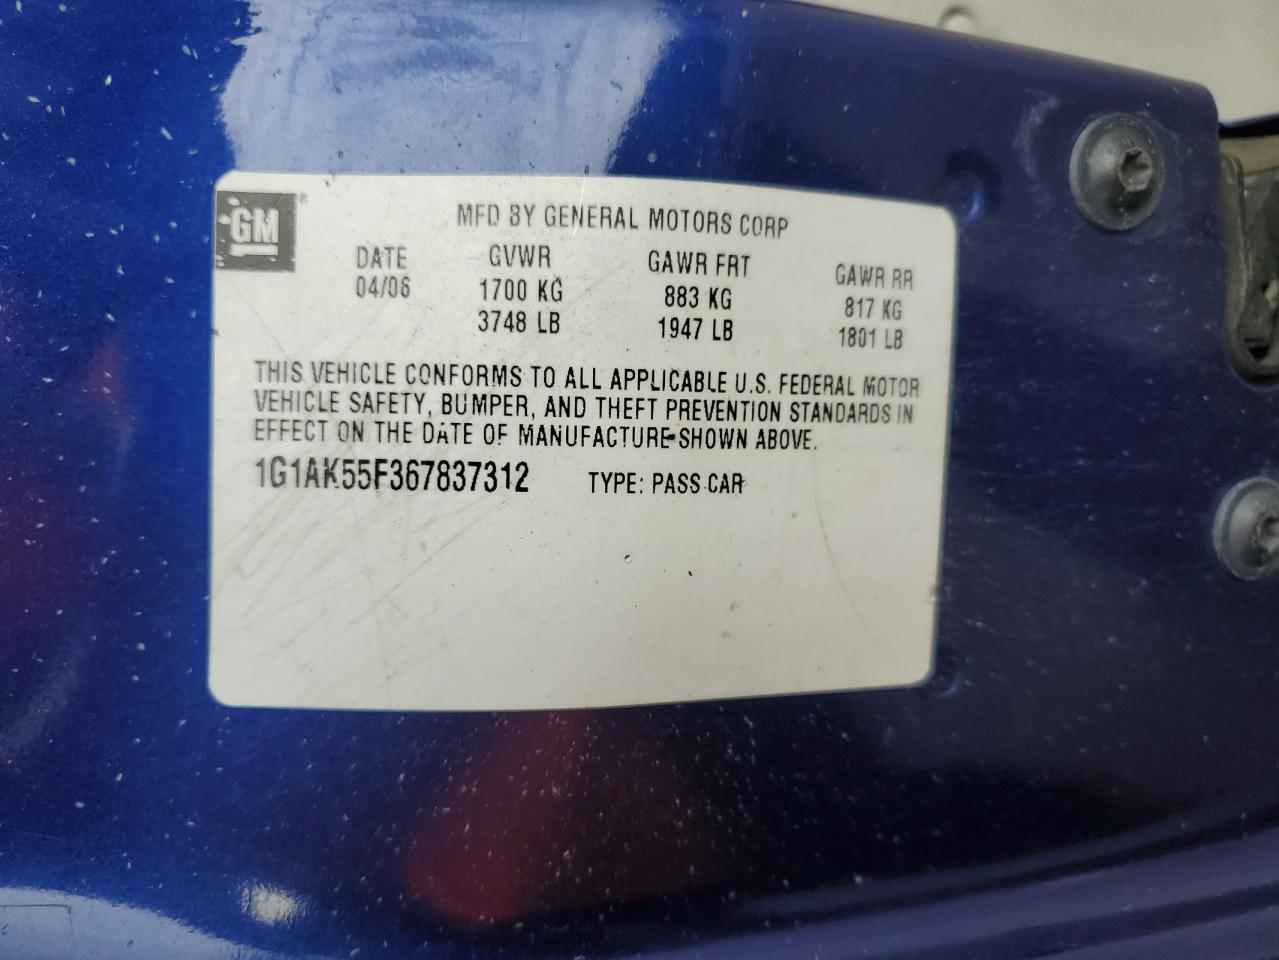 GM ®
MFD BY GENERAL MOTORS CORP
DATE GVWR GAWR FRT GAWR RR
04/06 1700 KG 883 KG 817 KG
3748 LB 1947 LB 1801 LB
THIS VEHICLE CONFORMS TO ALL APPLICABLE U.S. FEDERAL MOTOR
VEHICLE SAFETY, BUMPER, AND THEFT PREVENTION STANDARDS IN
EFFECT ON THE DATE OF MANUFACTURE SHOWN ABOVE.
1G1AK55F367837312 TYPE: PASS CAR